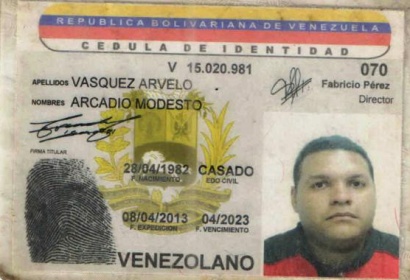 REPUBLICA BOLIVARIANA DE VENEZUELA
CEDULA DE IDENTIDAD
V 15.020.981
070
APELLIDOS VASQUEZ ARVELO
Fabricio Pérez
Director
NOMBRES ARCADIO MODESTO
FIRMA TITULAR
28/04/1982 CASADO
F. NACIMIENTO EDO CIVIL
08/04/2013 04/2023
F. EXPEDICION F. VENCIMIENTO
VENEZOLANO